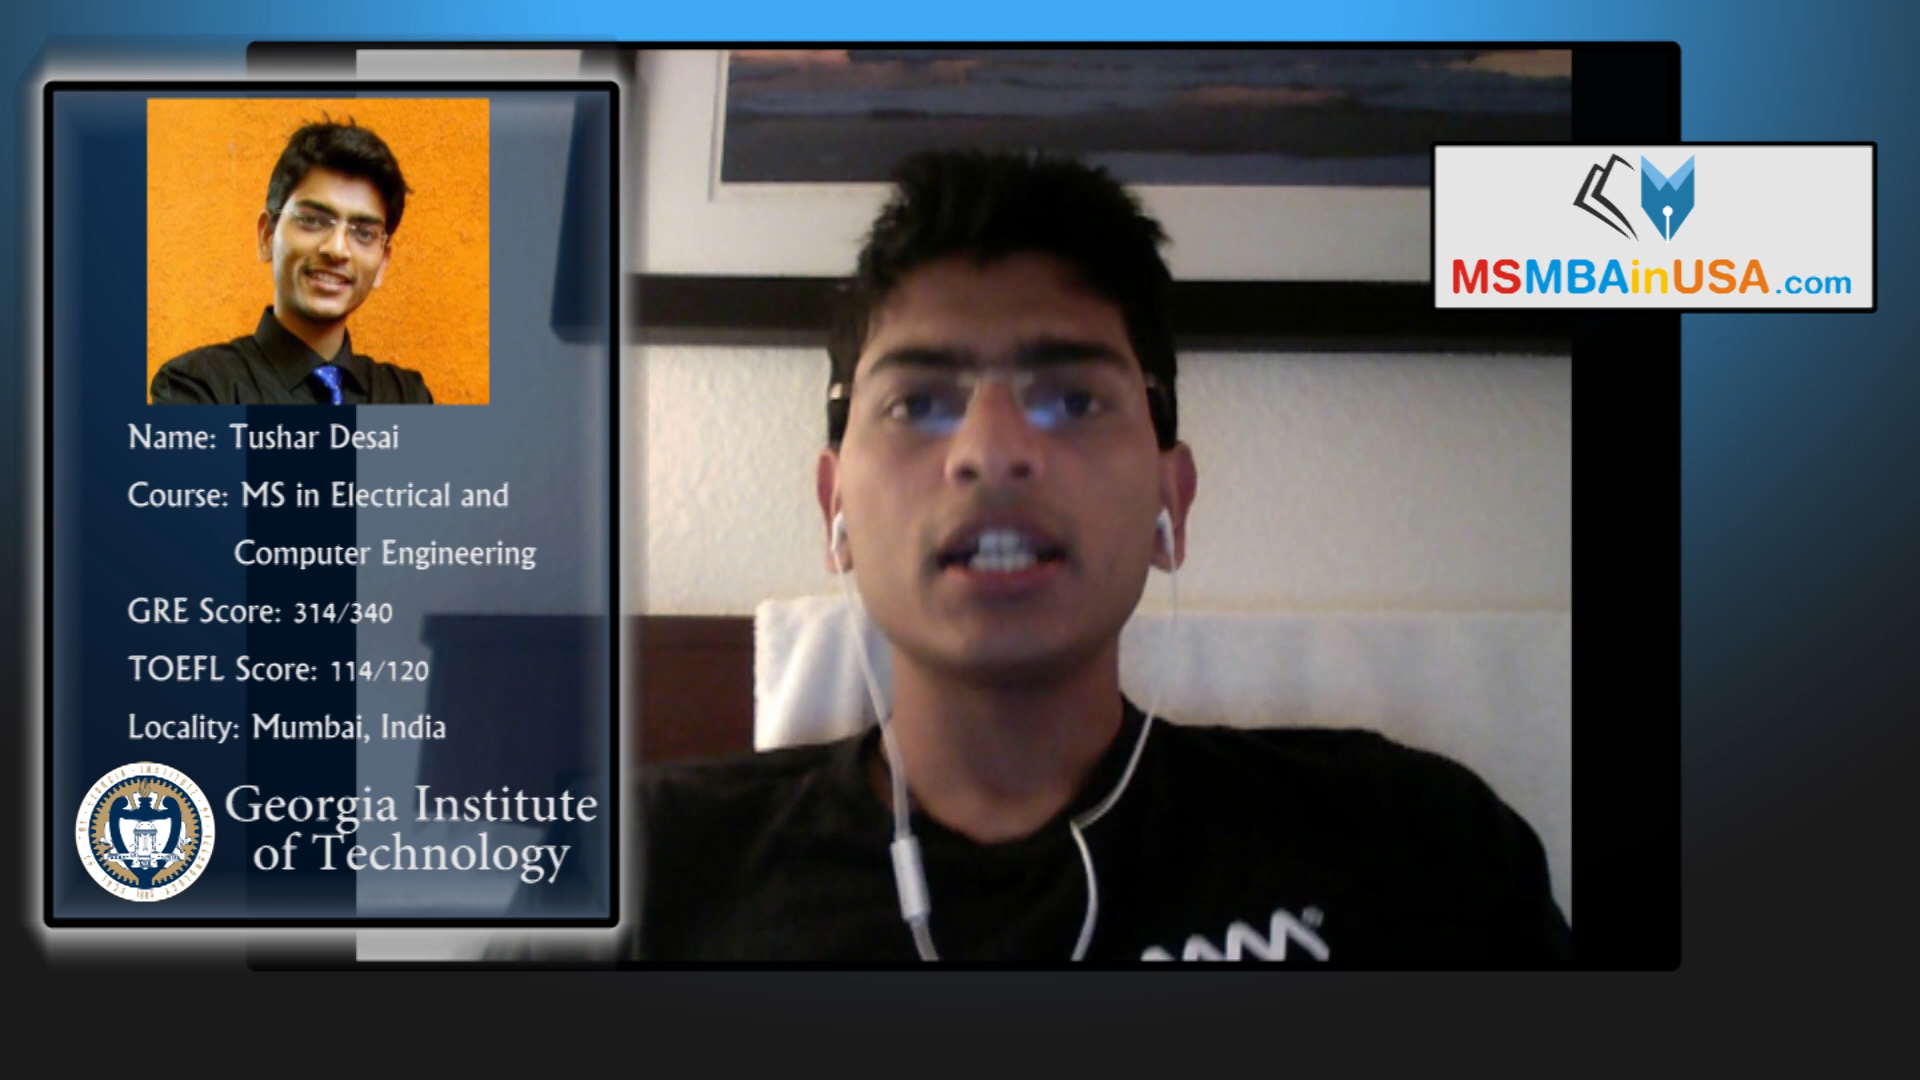 Name: Tushar Desai
Course: MS in Electrical and
Computer Engineering
GRE Score: 314/340
TOEFL Score: 114/120
Locality: Mumbai, India
Georgia Institute
of Technology
MSMBAinUSA.com